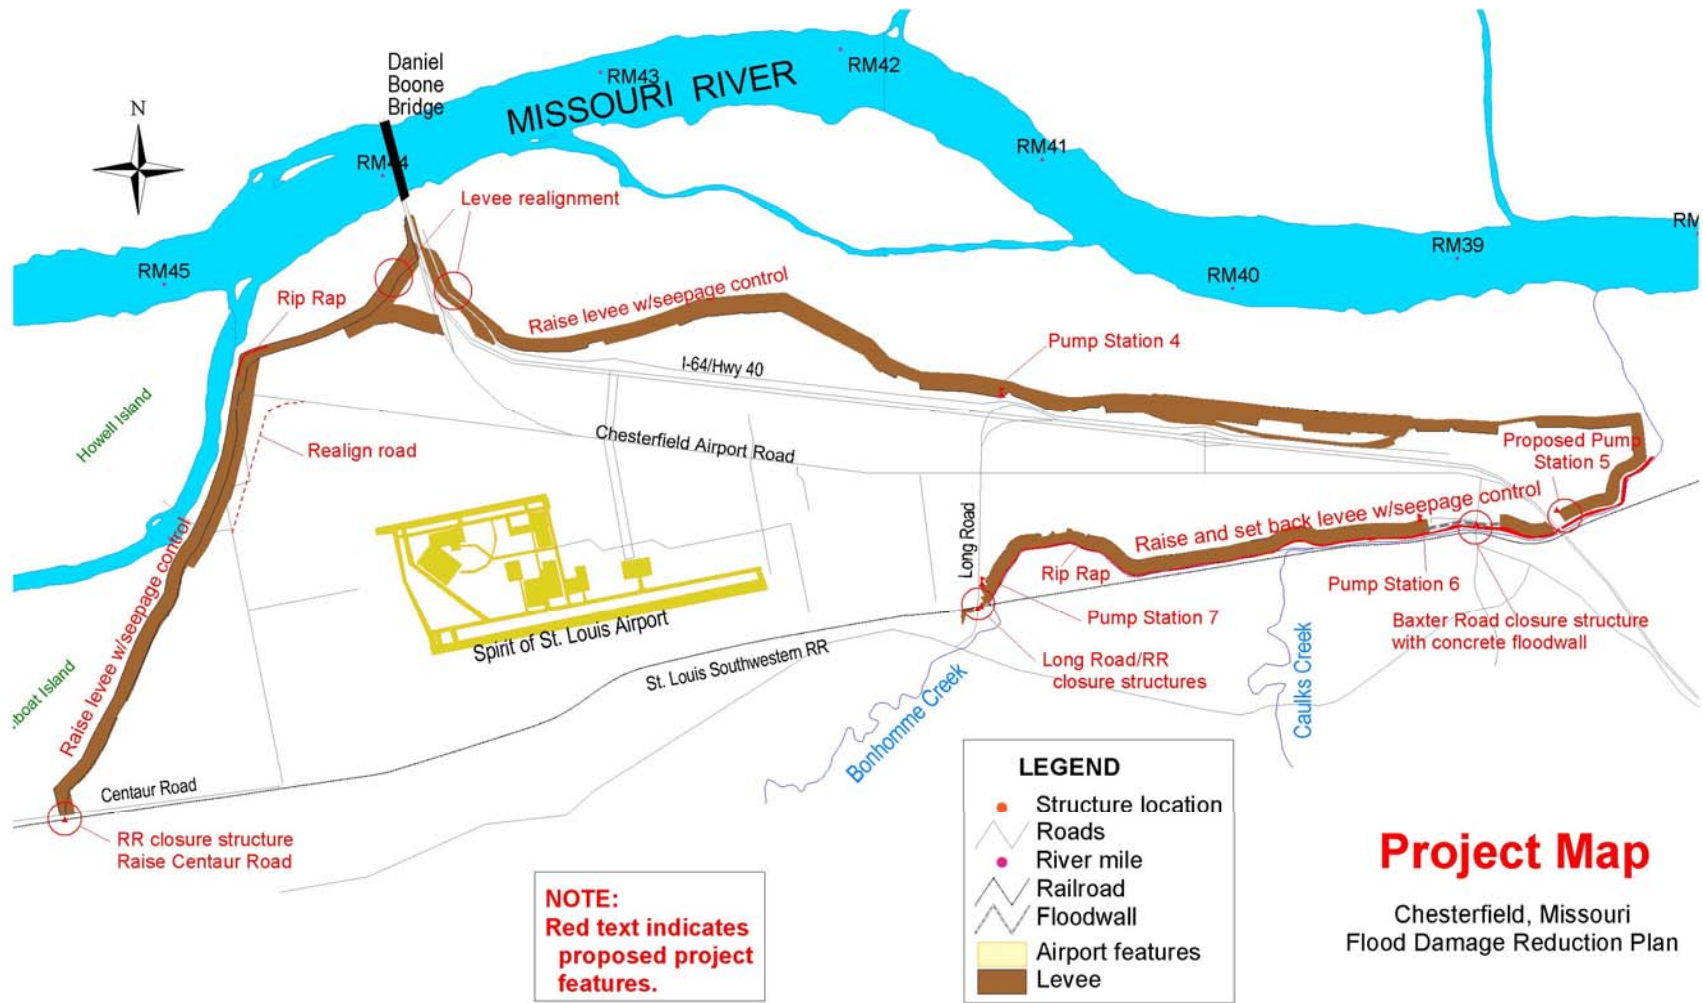 Daniel
Boone
Bridge
N
MISSOURI RIVER
RM45
RM44
RM43
RM42
RM41
RM40
RM39
RM
Levee realignment
Rip Rap
Raise levee w/seepage control
Pump Station 4
I-64/Hwy 40
Howell Island
Realign road
Chesterfield Airport Road
Proposed Pump
Station 5
Raise levee w/seepage control
Long Road
Raise and set back levee w/seepage control
Rip Rap
Pump Station 6
Pump Station 7
Baxter Road closure structure
with concrete floodwall
Spirit of St. Louis Airport
St. Louis Southwestern RR
Long Road/RR
closure structures
Bonhomme Creek
Caulks Creek
iboat Island
Centaur Road
RR closure structure
Raise Centaur Road
NOTE:
Red text indicates
proposed project
features.
LEGEND
Structure location
Roads
River mile
Railroad
Floodwall
Airport features
Levee
Project Map
Chesterfield, Missouri
Flood Damage Reduction Plan